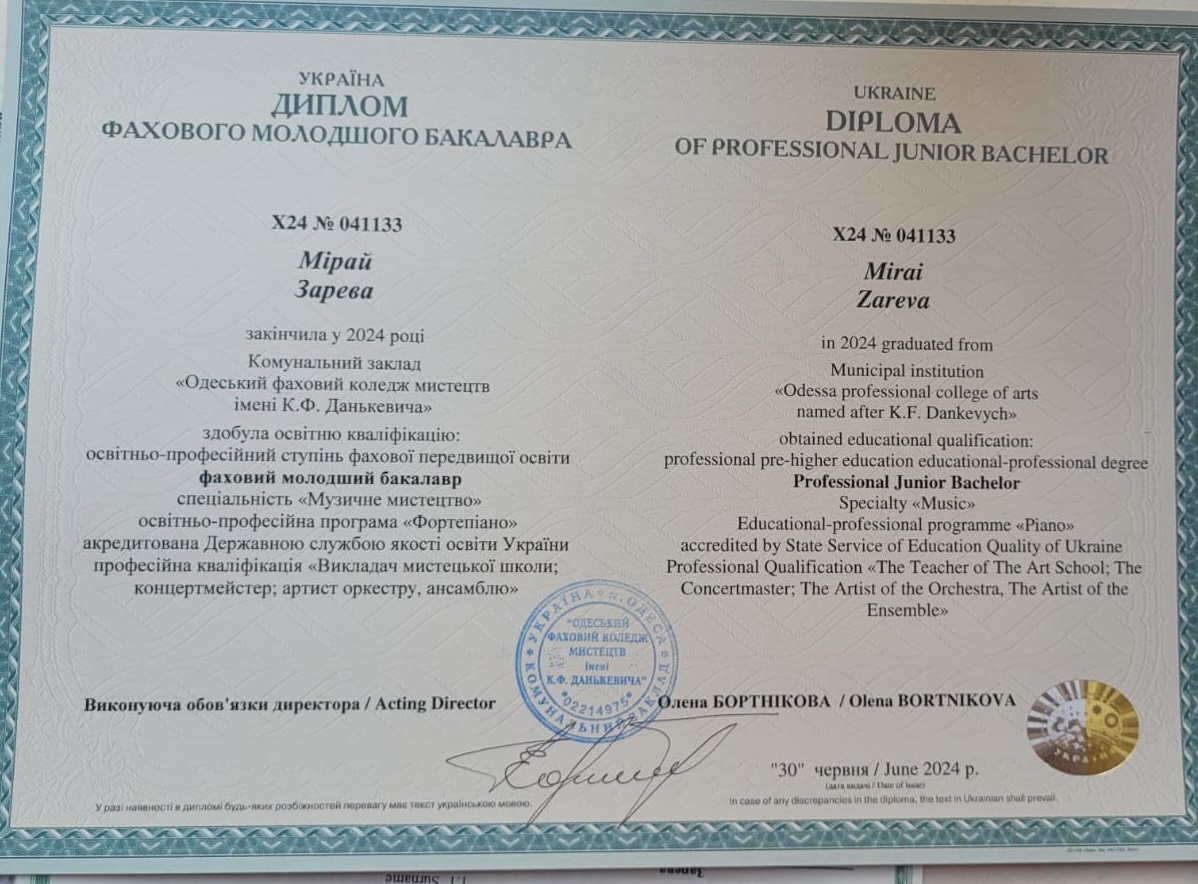 УКРАЇНА
ДИПЛОМ
ФАХОВОГО МОЛОДШОГО БАКАЛАВРА
X24 № 041133
Мірай
Зарева
закінчила у 2024 році
Комунальний заклад
«Одеський фаховий коледж мистецтв
імені К.Ф. Данькевича»
здобула освітню кваліфікацію:
освітньо-професійний ступінь фахової передвищої освіти
фаховий молодший бакалавр
спеціальність «Музичне мистецтво»
освітньо-професійна програма «Фортепіано»
акредитована Державною службою якості освіти України
професійна кваліфікація «Викладач мистецької школи;
концертмейстер; артист оркестру, ансамблю»
UKRAINE
DIPLOMA
OF PROFESSIONAL JUNIOR BACHELOR
X24 № 041133
Mirai
Zareva
in 2024 graduated from
Municipal institution
«Odessa professional college of arts
named after K.F. Dankevych»
obtained educational qualification:
professional pre-higher education educational-professional degree
Professional Junior Bachelor
Specialty «Music»
Educational-professional programme «Piano»
accredited by State Service of Education Quality of Ukraine
Professional Qualification «The Teacher of The Art School; The
Concertmaster; The Artist of the Orchestra, The Artist of the
Ensemble»
УКРАЇНА м. ОДЕСА
КОМУНАЛЬНИЙ ЗАКЛАД
"ОДЕСЬКИЙ
ФАХОВИЙ КОЛЕДЖ
МИСТЕЦТВ
імені
К.Ф. ДАНЬКЕВИЧА"
02214975
Виконуюча обов'язки директора / Acting Director
Олена БОРТНІКОВА / Olena BORTNIKOVA
УКРАЇНА
"30" червня / June 2024 р.
(дата видачі / Date of issue)
У разі наявності в дипломі будь-яких розбіжностей перевагу має текст українською мовою.
In case of any discrepancies in the diploma, the text in Ukrainian shall prevail.
Surname
Зарева